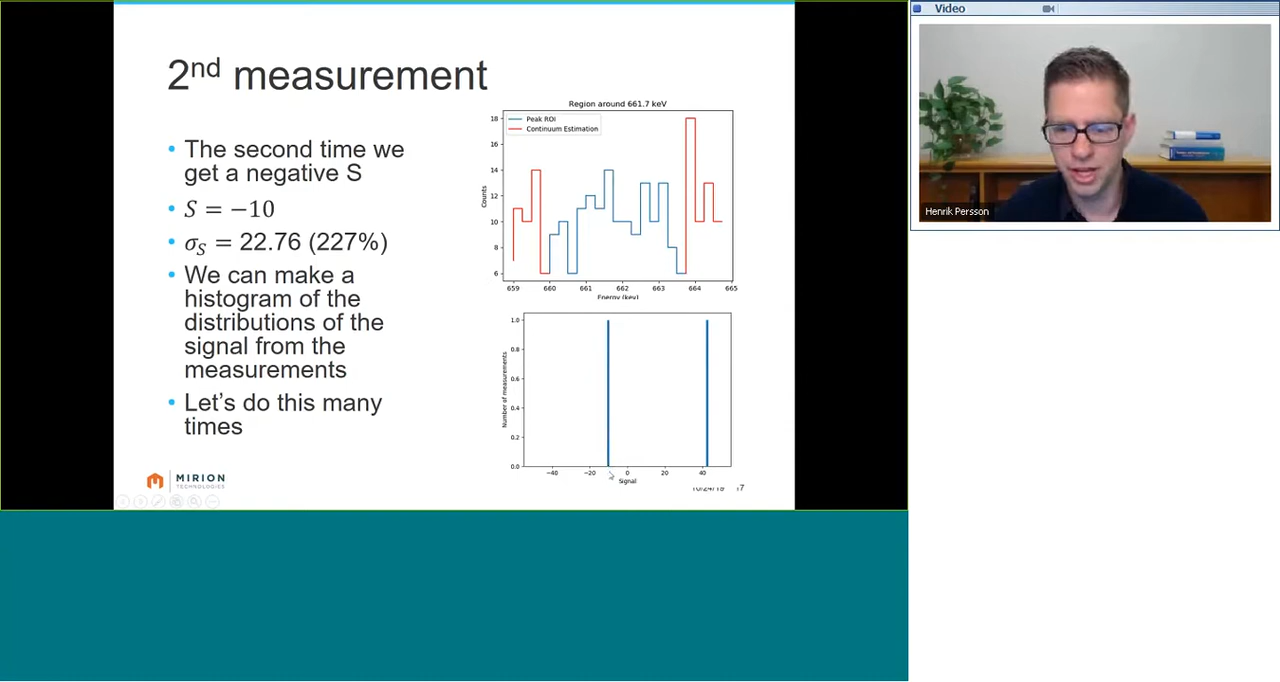 Video
2nd measurement
• The second time we
get a negative S
• S = −10
• σS = 22.76 (227%)
• We can make a
histogram of the
distributions of the
signal from the
measurements
• Let's do this many
times
Region around 661.7 keV
Peak ROI
Continuum Estimation
18
16
14
12
10
8
6
Counts
659 660 661 662 663 664 665
Energy (keV)
1.0
0.8
0.6
0.4
0.2
0.0
Number of measurements
−40 −20 0 20 40
Signal
MIRION
TECHNOLOGIES
10/24/19 17
Henrik Persson